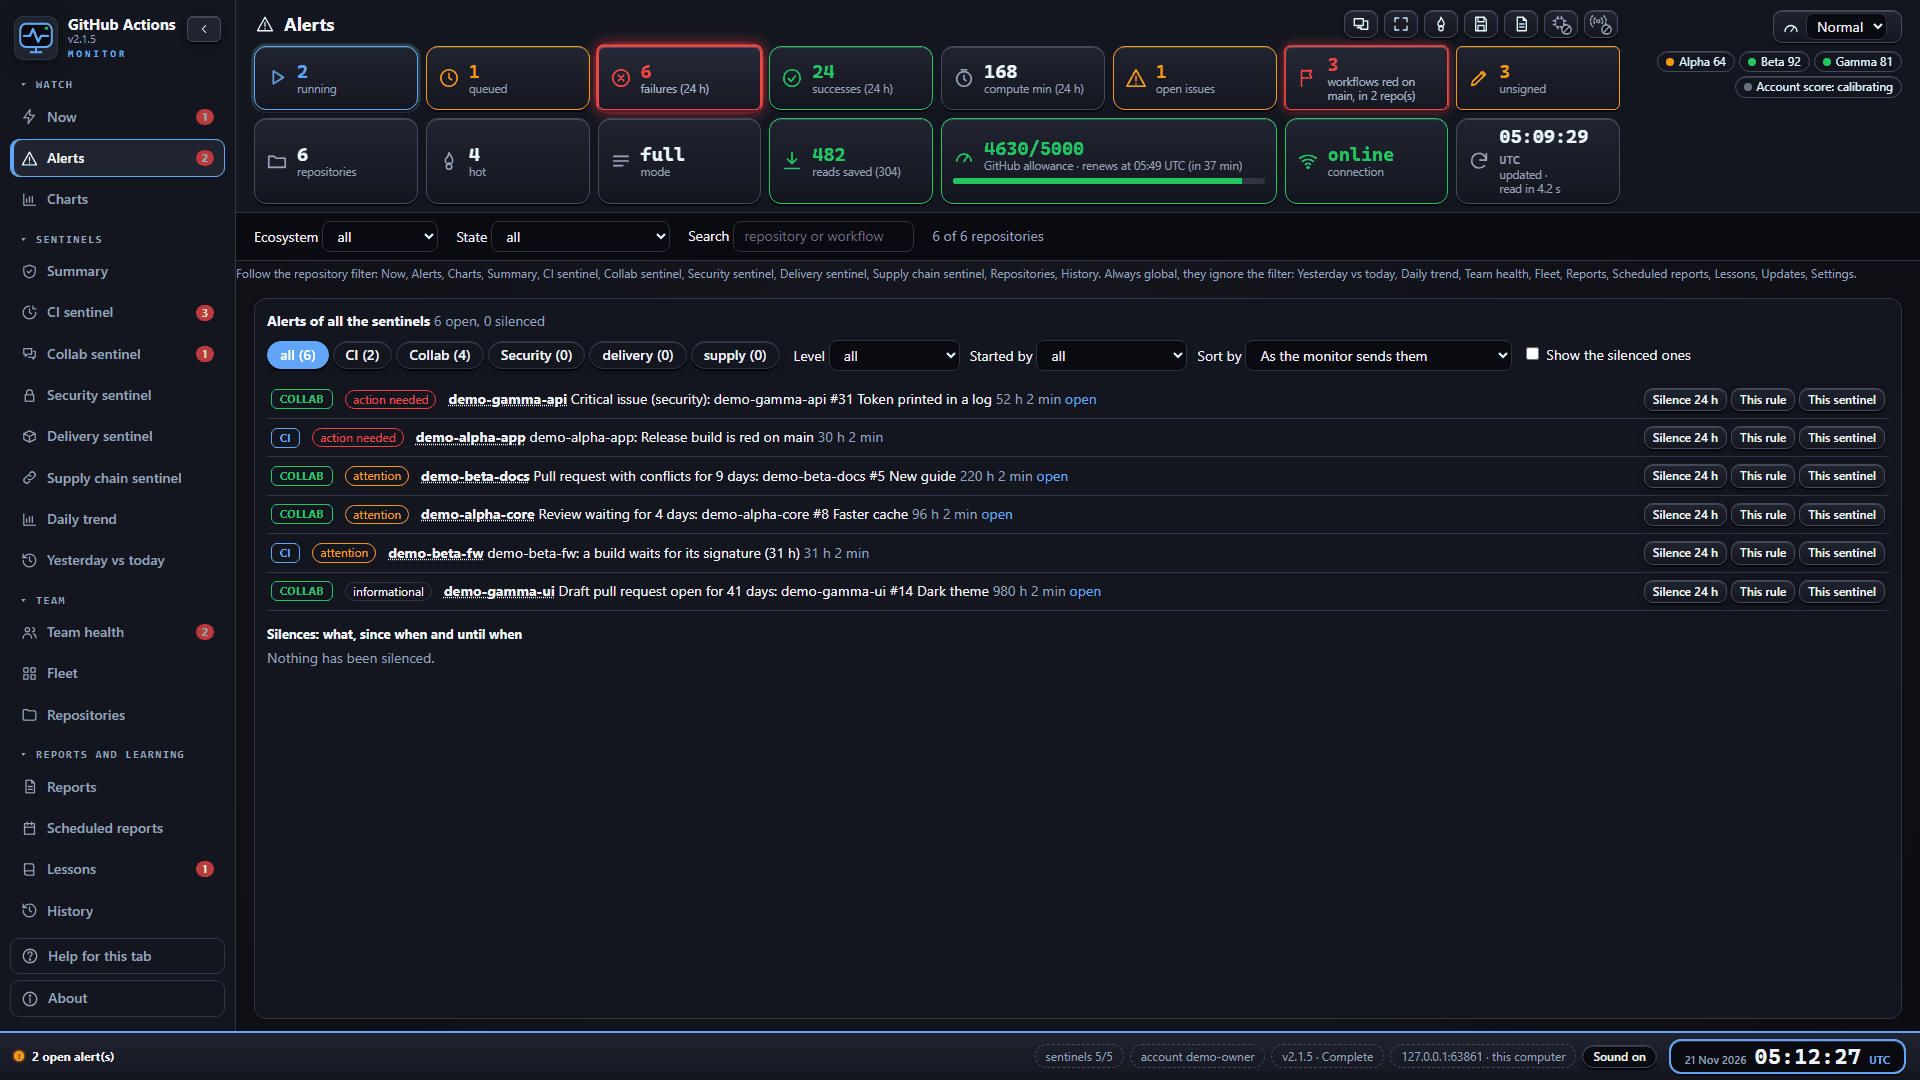 GitHub Actions
v2.1.5
MONITOR
WATCH
Now 1
Alerts 2
Charts
SENTINELS
Summary
CI sentinel 3
Collab sentinel 1
Security sentinel
Delivery sentinel
Supply chain sentinel
Daily trend
Yesterday vs today
TEAM
Team health 2
Fleet
Repositories
REPORTS AND LEARNING
Reports
Scheduled reports
Lessons 1
History
Help for this tab
About
Alerts
Normal
Alpha 64 Beta 92 Gamma 81
Account score: calibrating
2
running
1
queued
6
failures (24 h)
24
successes (24 h)
168
compute min (24 h)
1
open issues
3
workflows red on
main, in 2 repo(s)
3
unsigned
6
repositories
4
hot
full
mode
482
reads saved (304)
4630/5000
GitHub allowance · renews at 05:49 UTC (in 37 min)
online
connection
05:09:29
UTC
updated ·
read in 4.2 s
Ecosystem all State all Search repository or workflow 6 of 6 repositories
Follow the repository filter: Now, Alerts, Charts, Summary, CI sentinel, Collab sentinel, Security sentinel, Delivery sentinel, Supply chain sentinel, Repositories, History. Always global, they ignore the filter: Yesterday vs today, Daily trend, Team health, Fleet, Reports, Scheduled reports, Lessons, Updates, Settings.
Alerts of all the sentinels 6 open, 0 silenced
all (6) CI (2) Collab (4) Security (0) delivery (0) supply (0) Level all Started by all Sort by As the monitor sends them Show the silenced ones
COLLAB action needed demo-gamma-api Critical issue (security): demo-gamma-api #31 Token printed in a log 52 h 2 min open Silence 24 h This rule This sentinel
CI action needed demo-alpha-app demo-alpha-app: Release build is red on main 30 h 2 min Silence 24 h This rule This sentinel
COLLAB attention demo-beta-docs Pull request with conflicts for 9 days: demo-beta-docs #5 New guide 220 h 2 min open Silence 24 h This rule This sentinel
COLLAB attention demo-alpha-core Review waiting for 4 days: demo-alpha-core #8 Faster cache 96 h 2 min open Silence 24 h This rule This sentinel
CI attention demo-beta-fw demo-beta-fw: a build waits for its signature (31 h) 31 h 2 min Silence 24 h This rule This sentinel
COLLAB informational demo-gamma-ui Draft pull request open for 41 days: demo-gamma-ui #14 Dark theme 980 h 2 min open Silence 24 h This rule This sentinel
Silences: what, since when and until when
Nothing has been silenced.
2 open alert(s)
sentinels 5/5 account demo-owner v2.1.5 · Complete 127.0.0.1:63861 · this computer Sound on 21 Nov 2026 05:12:27 UTC